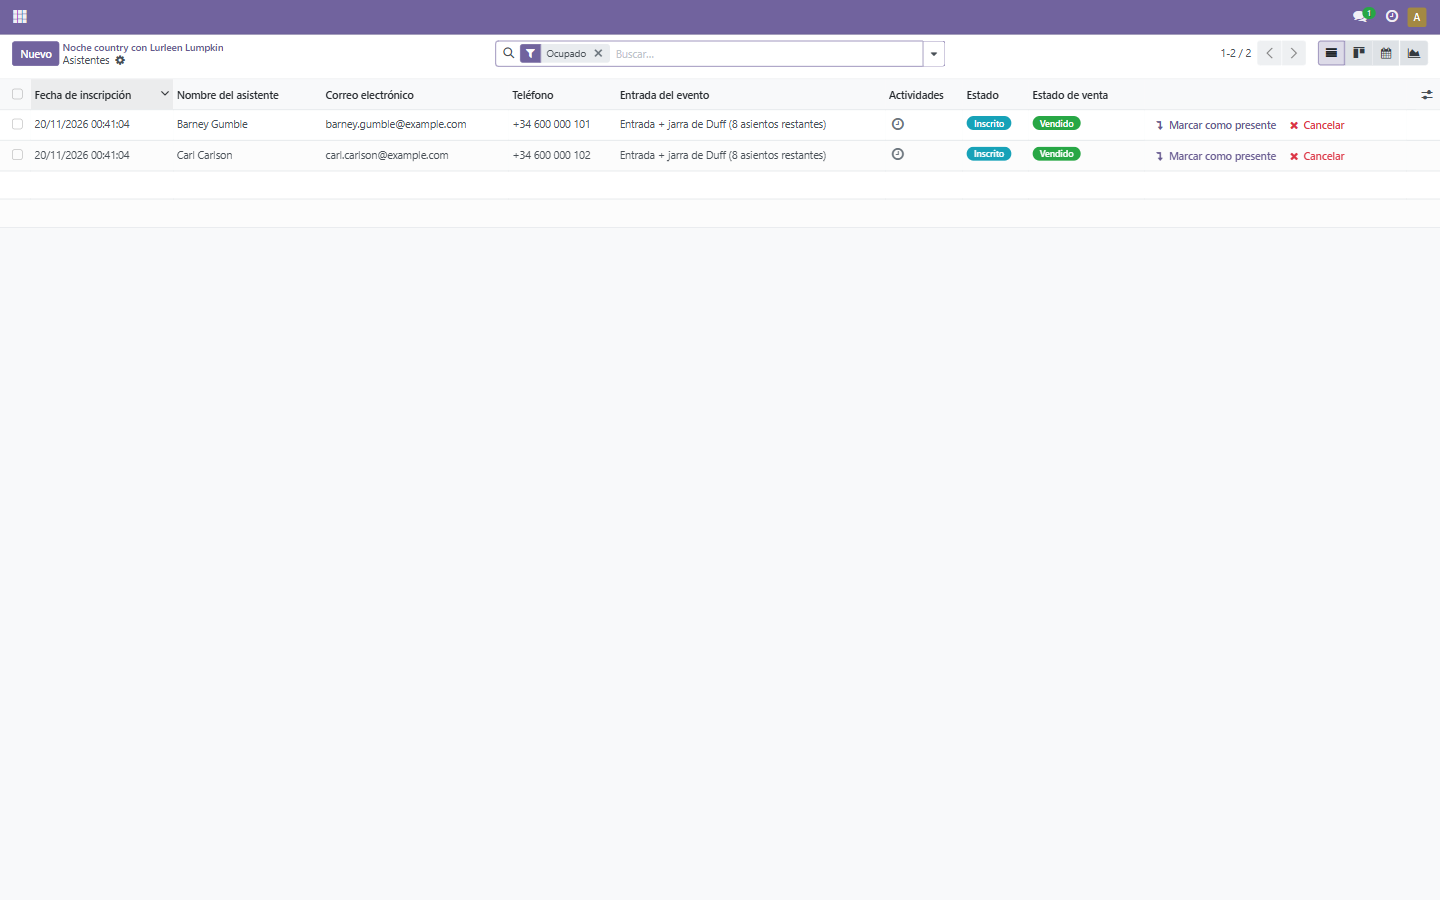 1
A
Nuevo
Noche country con Lurleen Lumpkin
Asistentes
Ocupado
Buscar...
1-2 / 2
Fecha de inscripción Nombre del asistente Correo electrónico Teléfono Entrada del evento Actividades Estado Estado de venta
20/11/2026 00:41:04 Barney Gumble barney.gumble@example.com +34 600 000 101 Entrada + jarra de Duff (8 asientos restantes) Inscrito Vendido Marcar como presente Cancelar
20/11/2026 00:41:04 Carl Carlson carl.carlson@example.com +34 600 000 102 Entrada + jarra de Duff (8 asientos restantes) Inscrito Vendido Marcar como presente Cancelar